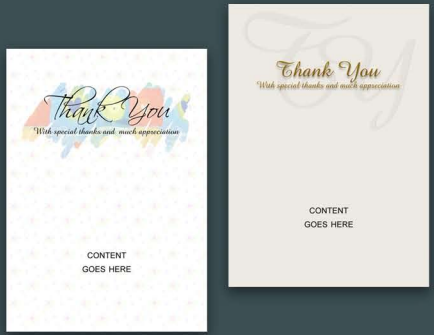 Thank You
With special thanks and much appreciation
CONTENT
GOES HERE
Thank You
With special thanks and much appreciation
CONTENT
GOES HERE